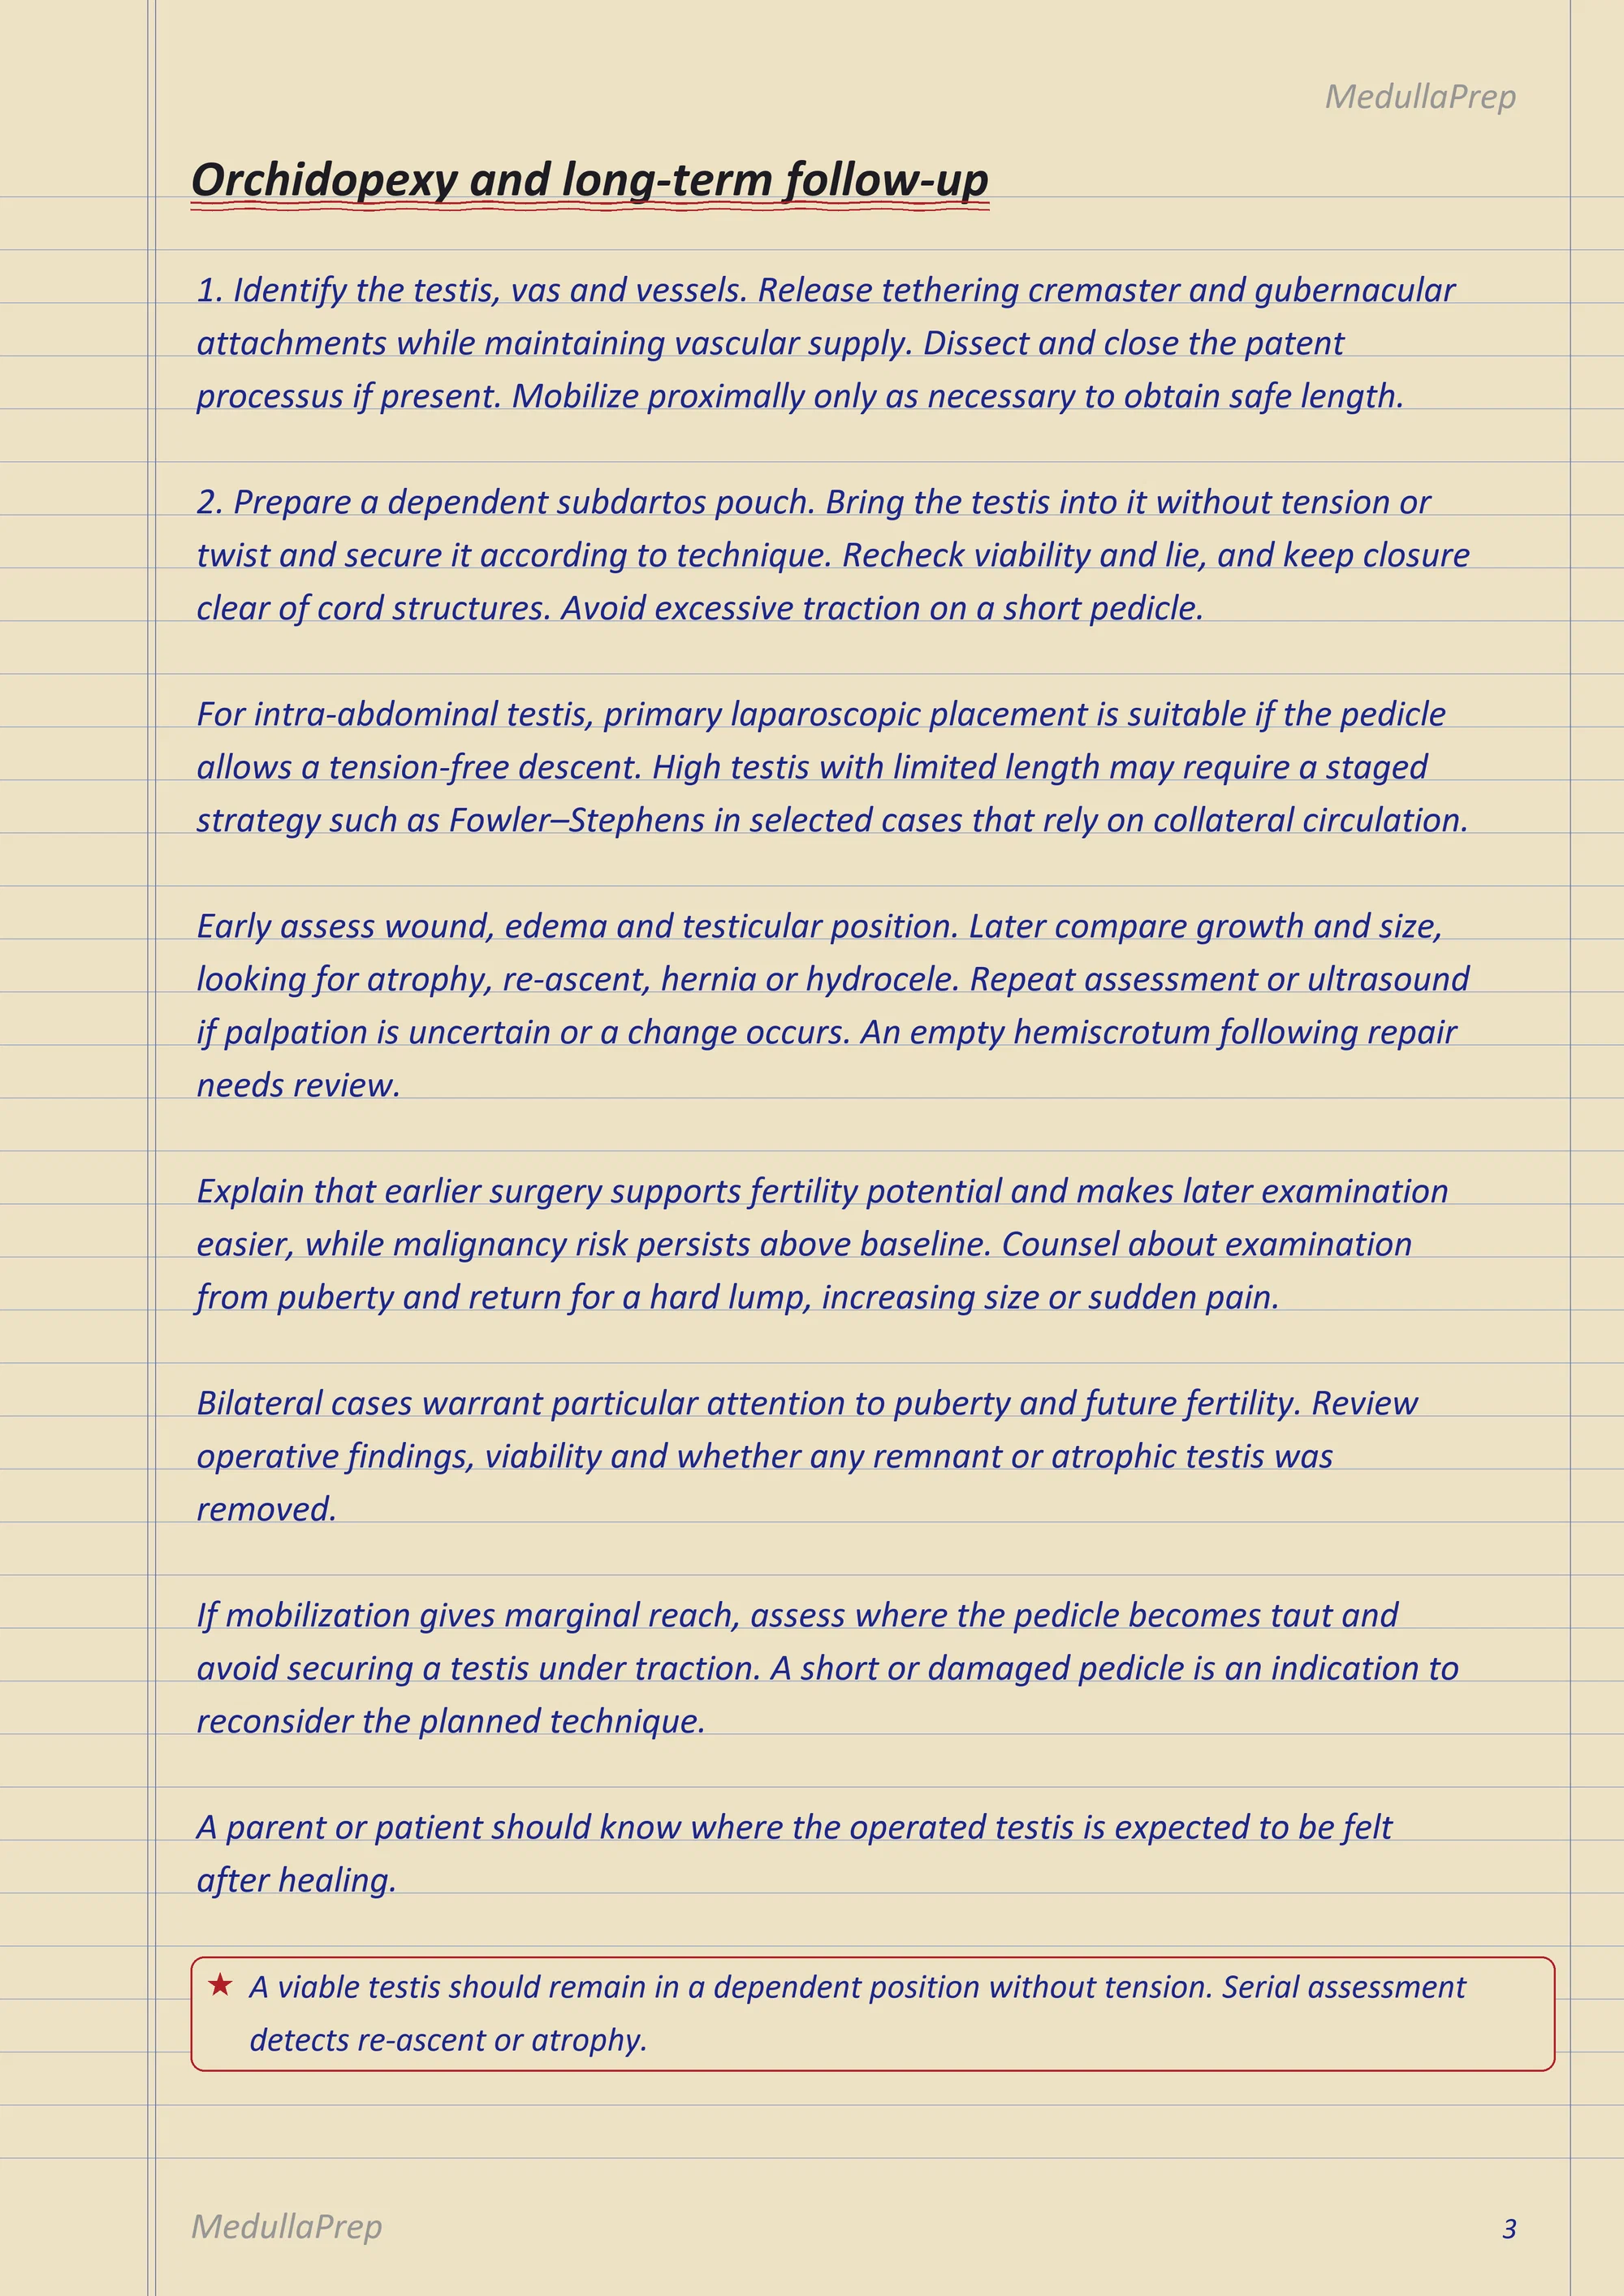 MedullaPrep
Orchidopexy and long-term follow-up
1. Identify the testis, vas and vessels. Release tethering cremaster and gubernacular
attachments while maintaining vascular supply. Dissect and close the patent
processus if present. Mobilize proximally only as necessary to obtain safe length.
2. Prepare a dependent subdartos pouch. Bring the testis into it without tension or
twist and secure it according to technique. Recheck viability and lie, and keep closure
clear of cord structures. Avoid excessive traction on a short pedicle.
For intra-abdominal testis, primary laparoscopic placement is suitable if the pedicle
allows a tension-free descent. High testis with limited length may require a staged
strategy such as Fowler–Stephens in selected cases that rely on collateral circulation.
Early assess wound, edema and testicular position. Later compare growth and size,
looking for atrophy, re-ascent, hernia or hydrocele. Repeat assessment or ultrasound
if palpation is uncertain or a change occurs. An empty hemiscrotum following repair
needs review.
Explain that earlier surgery supports fertility potential and makes later examination
easier, while malignancy risk persists above baseline. Counsel about examination
from puberty and return for a hard lump, increasing size or sudden pain.
Bilateral cases warrant particular attention to puberty and future fertility. Review
operative findings, viability and whether any remnant or atrophic testis was
removed.
If mobilization gives marginal reach, assess where the pedicle becomes taut and
avoid securing a testis under traction. A short or damaged pedicle is an indication to
reconsider the planned technique.
A parent or patient should know where the operated testis is expected to be felt
after healing.
★ A viable testis should remain in a dependent position without tension. Serial assessment
detects re-ascent or atrophy.
MedullaPrep
3